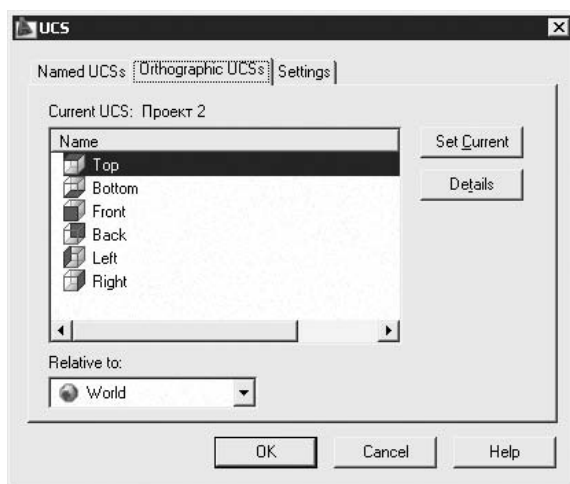 UCS
Named UCSs Orthographic UCSs Settings
Current UCS: Проект 2
Name
Set Current
Top
Details
Bottom
Front
Back
Left
Right
Relative to:
World
OK Cancel Help